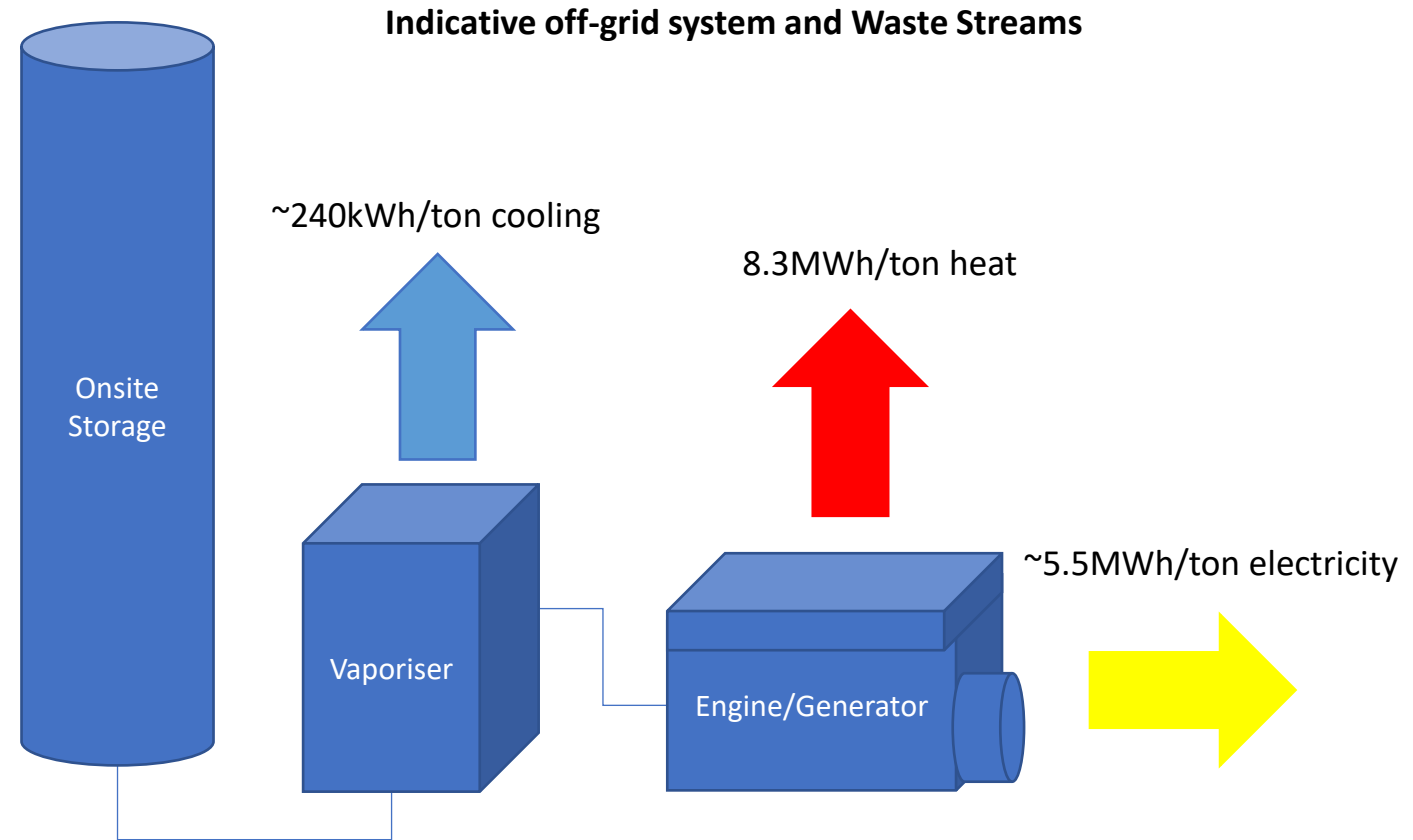 Indicative off-grid system and Waste Streams
~240kWh/ton cooling
8.3MWh/ton heat
Onsite
Storage
~5.5MWh/ton electricity
Vaporiser
Engine/Generator